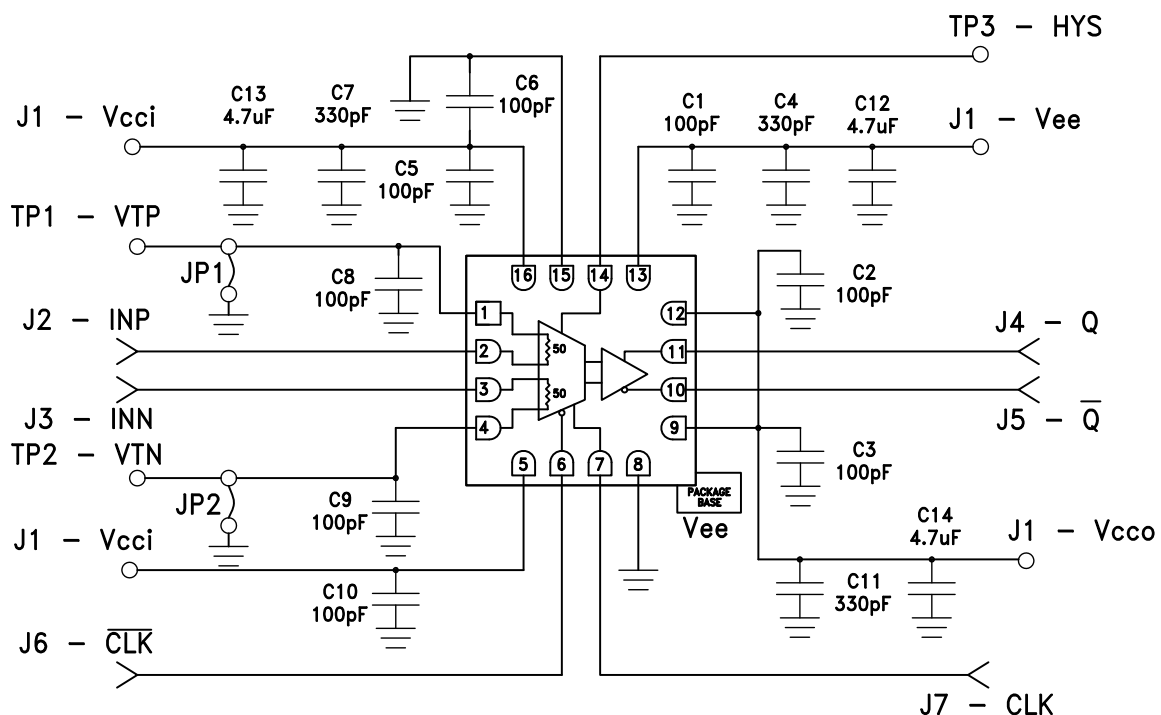 TP3 - HYS
C6
100pF
C13
4.7uF
C7
330pF
C1
100pF
C4
330pF
C12
4.7uF
J1 - Vcci
J1 - Vee
C5
100pF
TP1 - VTP
JP1
C8
100pF
16
15
14
13
C2
100pF
1
12
J2 - INP
J4 - Q
2
50
11
3
50
10
J3 - INN
J5 - Q̅
4
9
TP2 - VTN
5
6
7
8
C3
100pF
JP2
C9
100pF
PACKAGE
BASE
Vee
C14
4.7uF
J1 - Vcci
J1 - Vcco
C10
100pF
C11
330pF
J6 - C̅L̅K̅
J7 - CLK